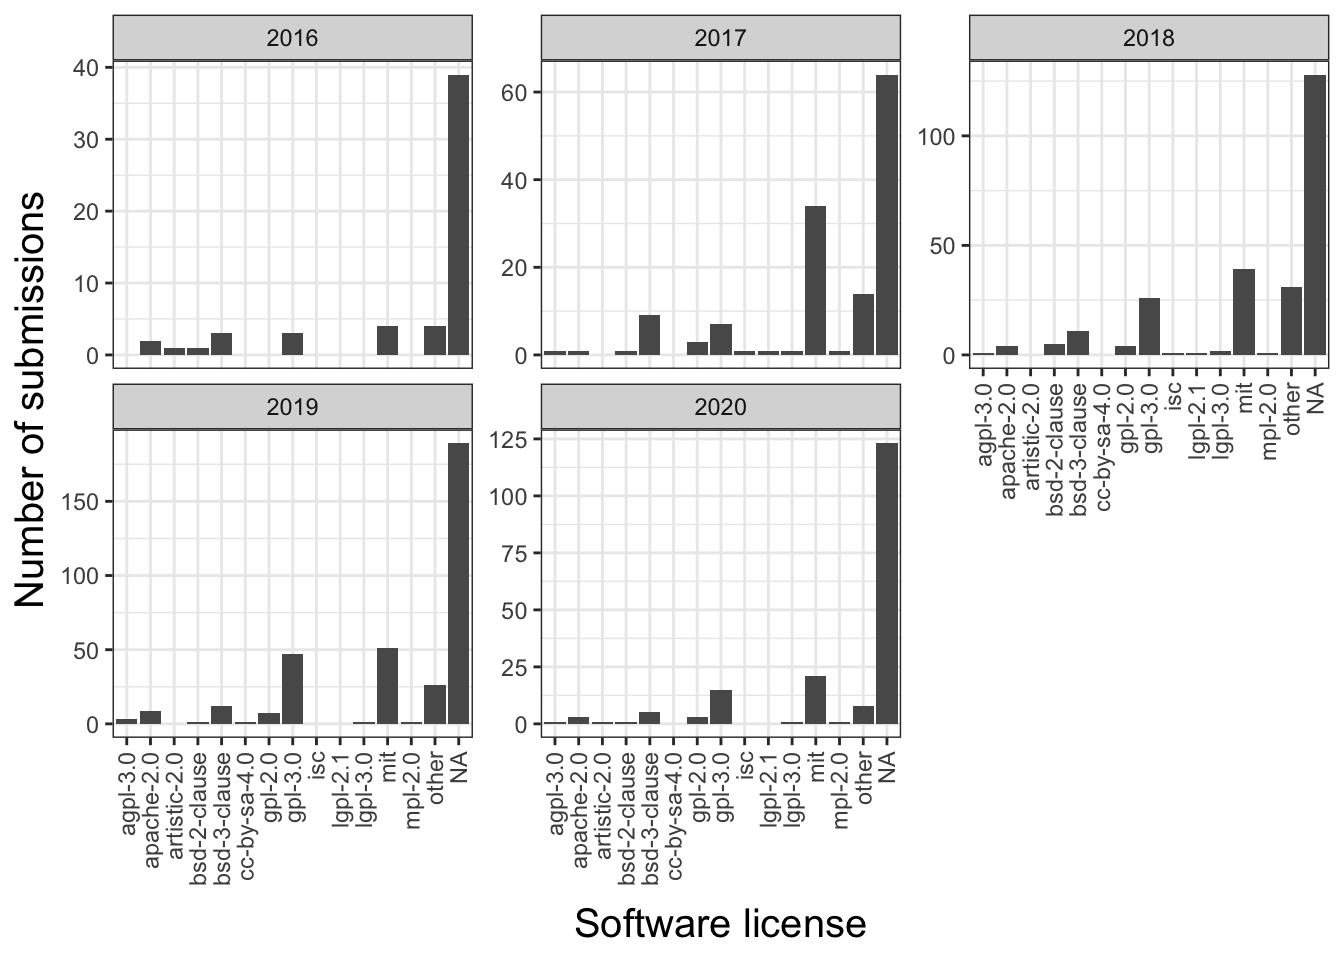 2016
2017
2018
40
30
20
10
0
60
40
20
0
100
50
0
agpl-3.0
apache-2.0
artistic-2.0
bsd-2-clause
bsd-3-clause
cc-by-sa-4.0
gpl-2.0
gpl-3.0
isc
lgpl-2.1
lgpl-3.0
mit
mpl-2.0
other
NA
Number of submissions
2019
2020
150
100
50
0
125
100
75
50
25
0
agpl-3.0
apache-2.0
artistic-2.0
bsd-2-clause
bsd-3-clause
cc-by-sa-4.0
gpl-2.0
gpl-3.0
isc
lgpl-2.1
lgpl-3.0
mit
mpl-2.0
other
NA
agpl-3.0
apache-2.0
artistic-2.0
bsd-2-clause
bsd-3-clause
cc-by-sa-4.0
gpl-2.0
gpl-3.0
isc
lgpl-2.1
lgpl-3.0
mit
mpl-2.0
other
NA
Software license